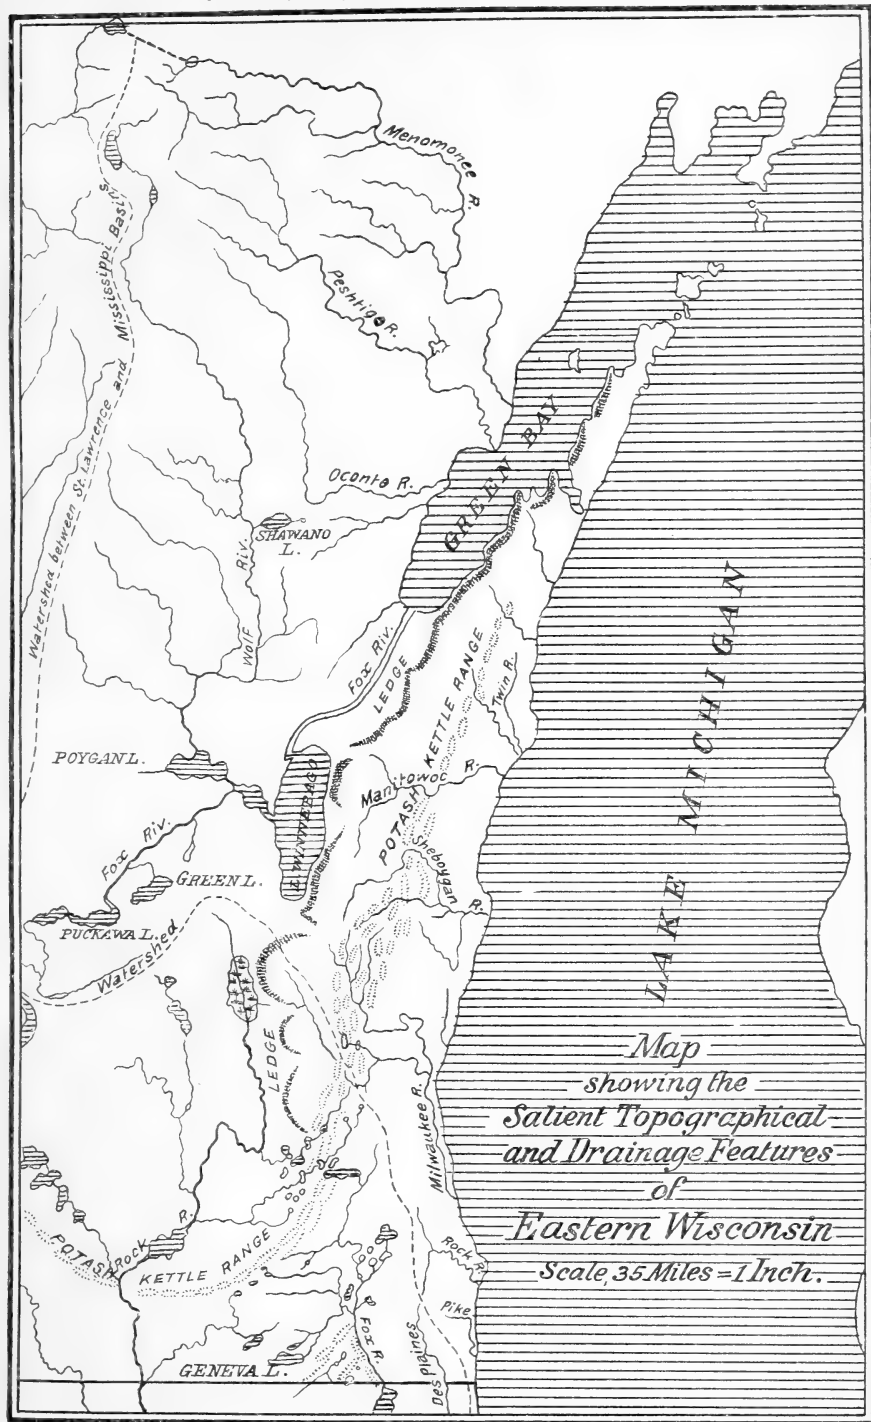 Menomonee R.
Watershed between St. Lawrence and Mississippi Basins
Peshtigo R.
GREEN BAY
Oconto R.
SHAWANO
L.
Wolf Riv.
Fox Riv.
LEDGE
POTASH KETTLE RANGE
Twin R.
LAKE MICHIGAN
POYGAN L.
L. WINNEBAGO
Manitowoc R.
Fox Riv.
GREEN L.
Sheboygan R.
PUCKAWA L.
Watershed
LEDGE
Milwaukee R.
Map
showing the
Salient Topographical
and Drainage Features
of
Eastern Wisconsin
Scale, 35 Miles = 1 Inch.
Rock R.
POTASH KETTLE RANGE
Rock R.
Pike
Fox R.
Des Plaines
GENEVA L.